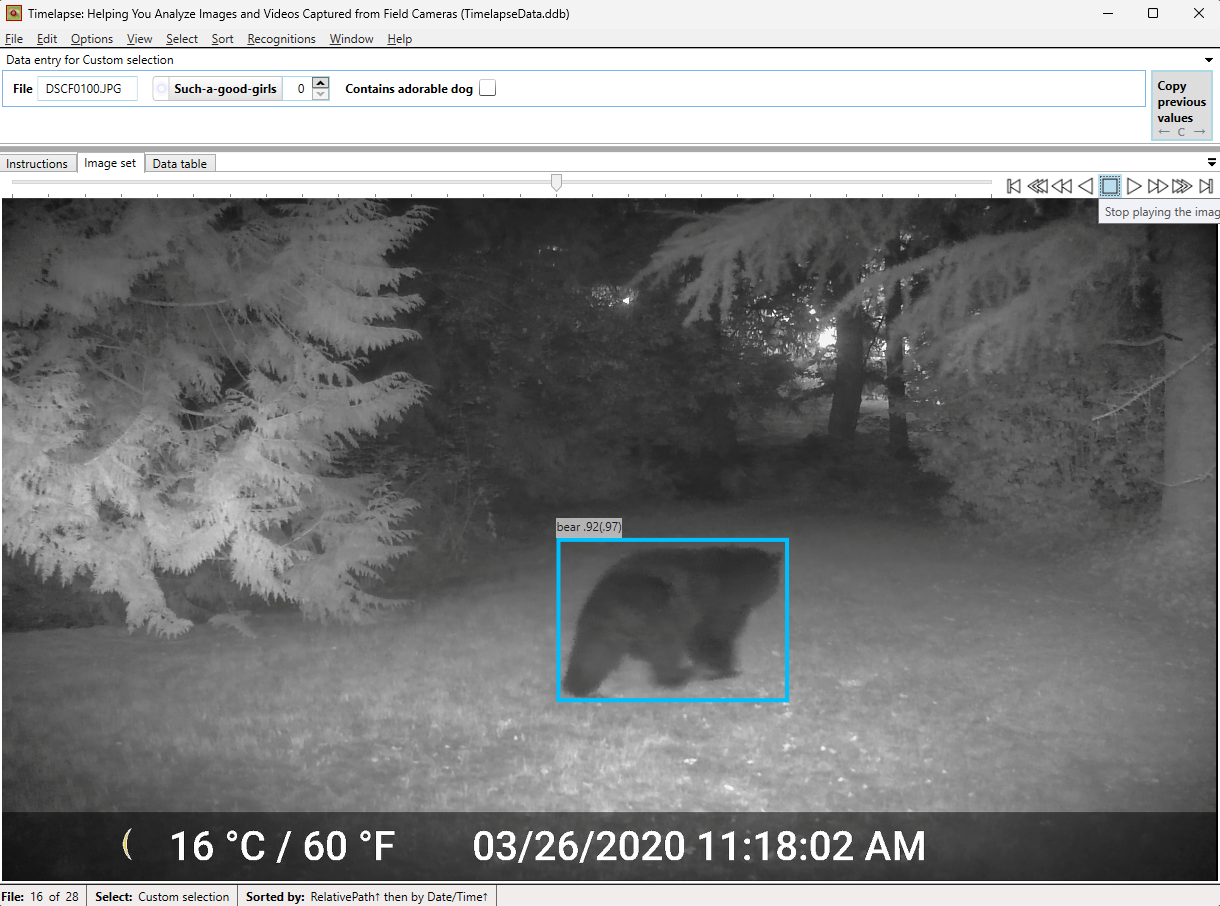 Timelapse: Helping You Analyze Images and Videos Captured from Field Cameras (TimelapseData.ddb)
File Edit Options View Select Sort Recognitions Window Help
Data entry for Custom selection
File DSCF0100.JPG Such-a-good-girls 0 Contains adorable dog
Copy
previous
values
← C →
Instructions Image set Data table
Stop playing the imag
bear .92(.97)
16 °C / 60 °F 03/26/2020 11:18:02 AM
File: 16 of 28 Select: Custom selection Sorted by: RelativePath↑ then by Date/Time↑